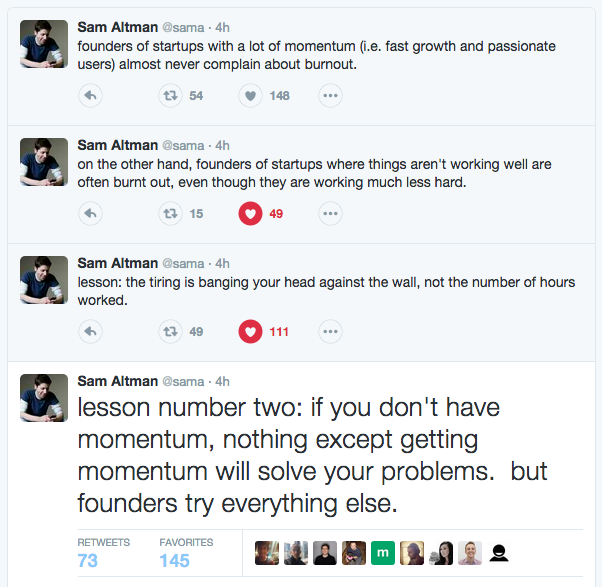 Sam Altman @sama · 4h
founders of startups with a lot of momentum (i.e. fast growth and passionate
users) almost never complain about burnout.
54 148
Sam Altman @sama · 4h
on the other hand, founders of startups where things aren't working well are
often burnt out, even though they are working much less hard.
15 49
Sam Altman @sama · 4h
lesson: the tiring is banging your head against the wall, not the number of hours
worked.
49 111
Sam Altman @sama · 4h
lesson number two: if you don't have
momentum, nothing except getting
momentum will solve your problems.  but
founders try everything else.
RETWEETS FAVORITES
73 145 m